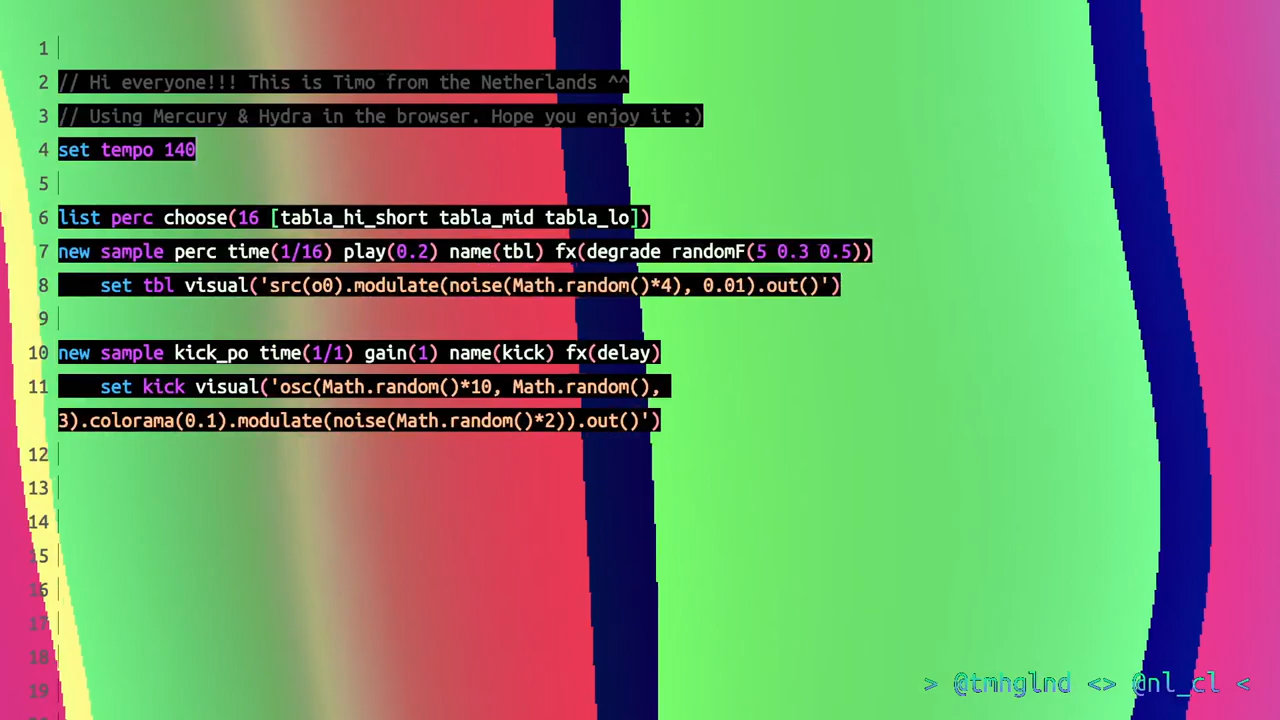 1
2 // Hi everyone!!! This is Timo from the Netherlands ^^
3 // Using Mercury & Hydra in the browser. Hope you enjoy it :)
4 set tempo 140
5
6 list perc choose(16 [tabla_hi_short tabla_mid tabla_lo])
7 new sample perc time(1/16) play(0.2) name(tbl) fx(degrade randomF(5 0.3 0.5))
8 set tbl visual('src(o0).modulate(noise(Math.random()*4), 0.01).out()')
9
10 new sample kick_po time(1/1) gain(1) name(kick) fx(delay)
11 set kick visual('osc(Math.random()*10, Math.random(),
3).colorama(0.1).modulate(noise(Math.random()*2)).out()')
12
13
14
15
16
17
18
19
> @tmhglnd <> @nl_cl <